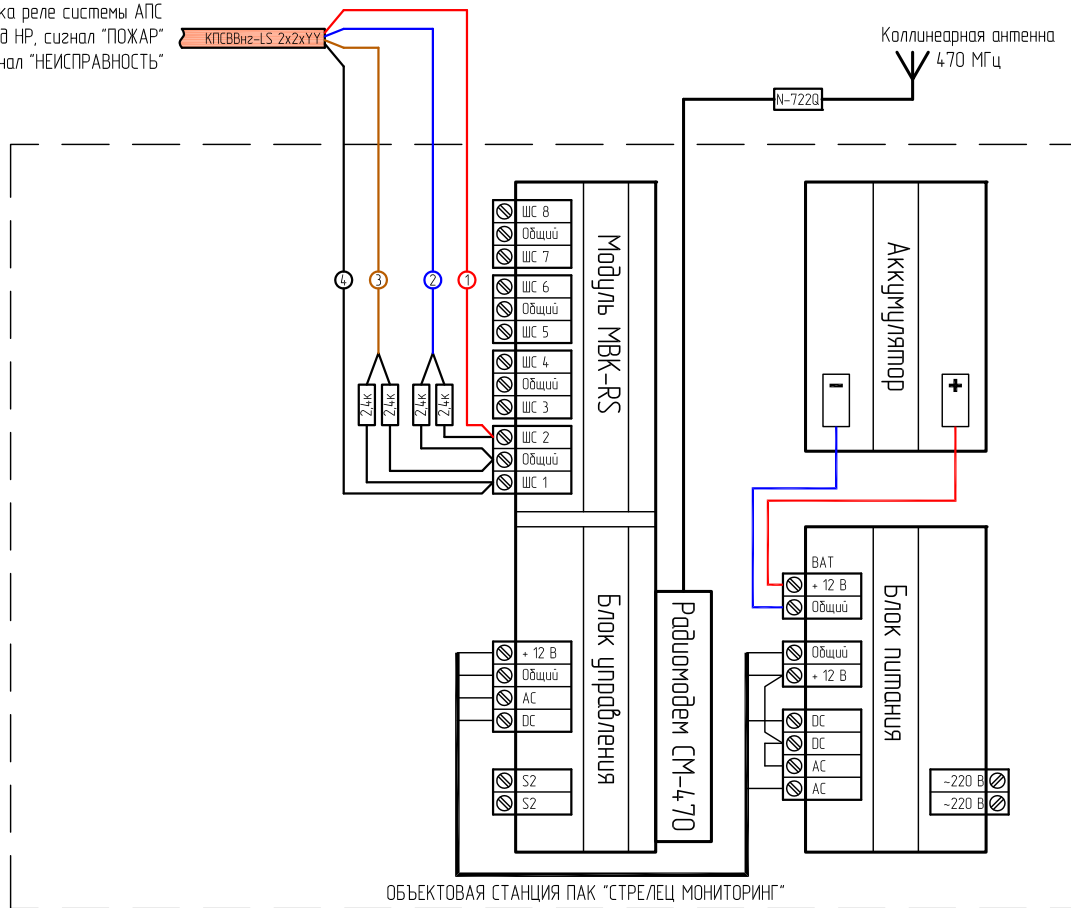 реле системы АПС
НР, сигнал "ПОЖАР"
"НЕИСПРАВНОСТЬ"
КПСВВнг-LS 2х2хYY
Коллинеарная антенна
470 МГц
N-722Q
4
3
2
1
2,4к
2,4к
2,4к
2,4к
ШС 8
Общий
ШС 7
ШС 6
Общий
ШС 5
ШС 4
Общий
ШС 3
ШС 2
Общий
ШС 1
Модуль МВК-RS
Аккумулятор
-
+
Блок управления
+ 12 В
Общий
AC
DC
S2
S2
Радиомодем СМ-470
BAT
+ 12 В
Общий
Общий
+ 12 В
DC
DC
AC
AC
Блок питания
~220 В
~220 В
ОБЪЕКТОВАЯ СТАНЦИЯ ПАК "СТРЕЛЕЦ МОНИТОРИНГ"